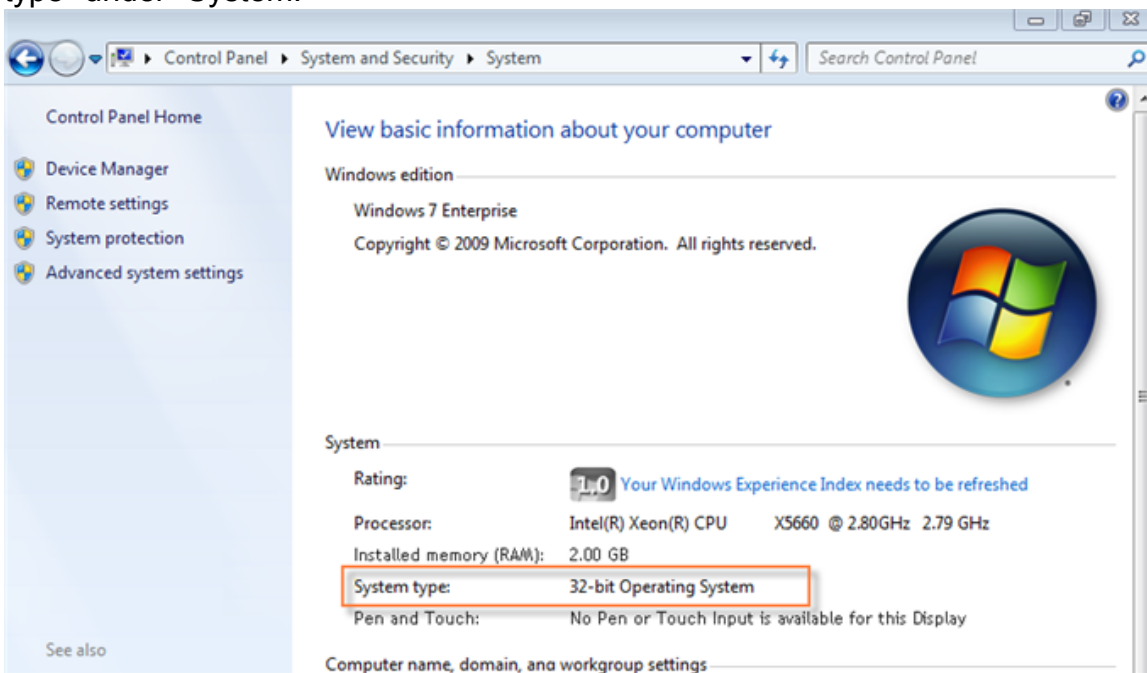 type" under "System.
Control Panel ▸ System and Security ▸ System
Search Control Panel
Control Panel Home
Device Manager
Remote settings
System protection
Advanced system settings
See also
View basic information about your computer
Windows edition
Windows 7 Enterprise
Copyright © 2009 Microsoft Corporation. All rights reserved.
System
Rating: 1,0 Your Windows Experience Index needs to be refreshed
Processor: Intel(R) Xeon(R) CPU X5660 @ 2.80GHz 2.79 GHz
Installed memory (RAM): 2.00 GB
System type: 32-bit Operating System
Pen and Touch: No Pen or Touch Input is available for this Display
Computer name, domain, and workgroup settings